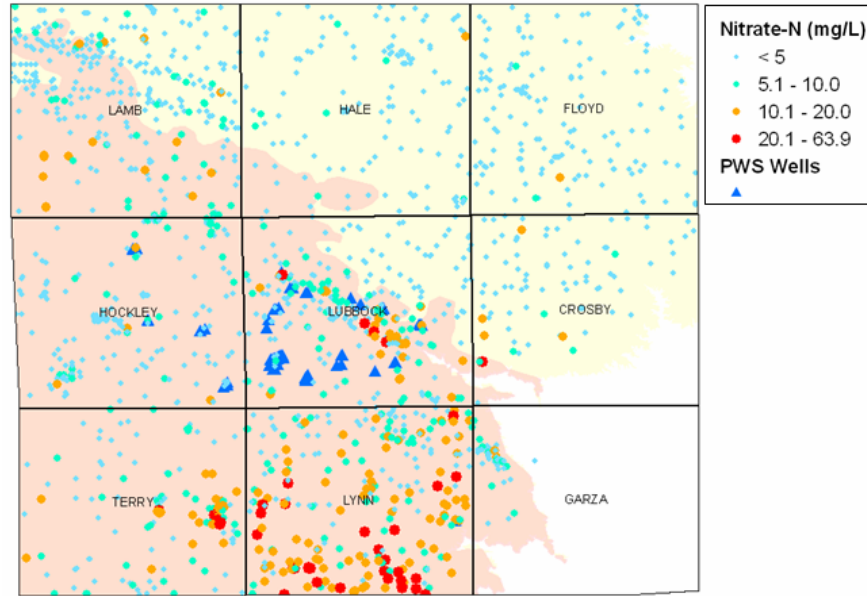 Nitrate-N (mg/L)
< 5
5.1 - 10.0
10.1 - 20.0
20.1 - 63.9
PWS Wells
LAMB
HALE
FLOYD
HOCKLEY
LUBBOCK
CROSBY
TERRY
LYNN
GARZA